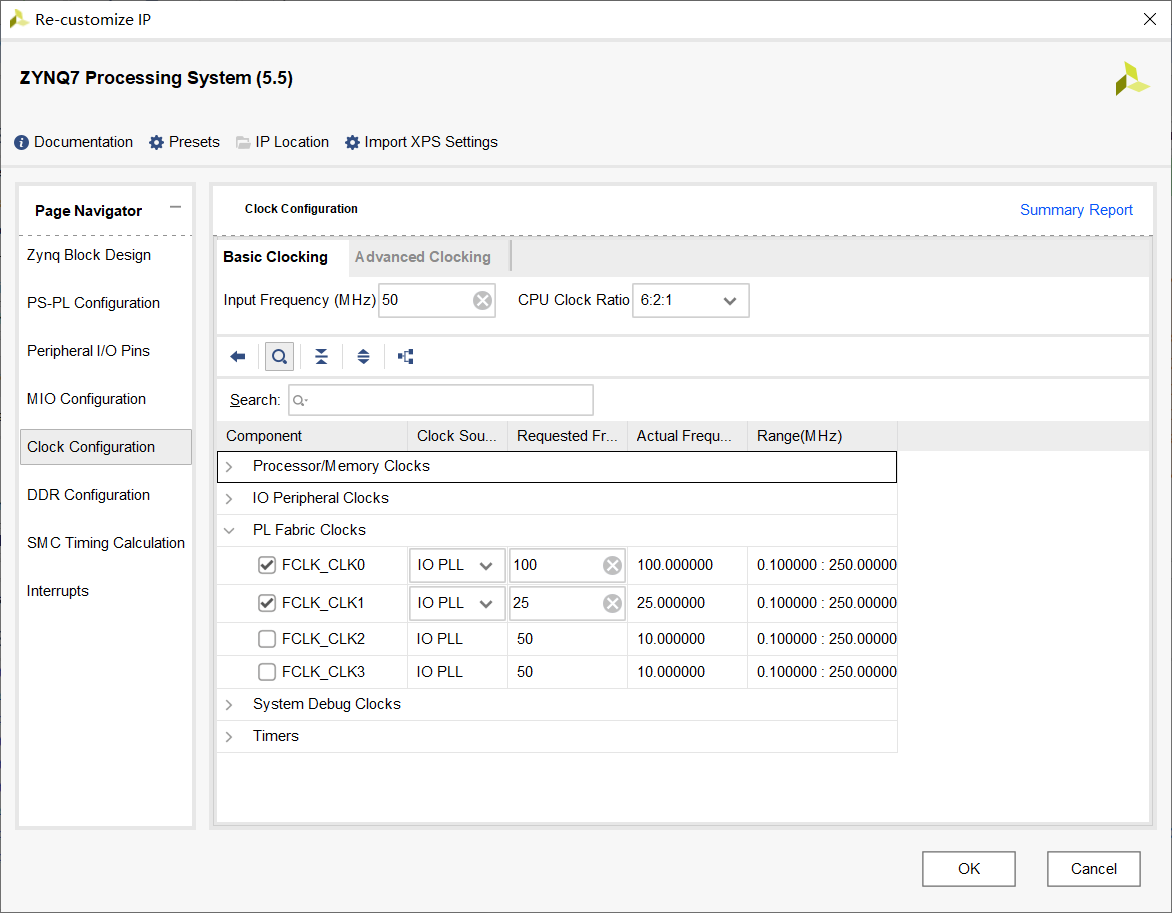 Re-customize IP
ZYNQ7 Processing System (5.5)
Documentation Presets IP Location Import XPS Settings
Page Navigator
Zynq Block Design
PS-PL Configuration
Peripheral I/O Pins
MIO Configuration
Clock Configuration
DDR Configuration
SMC Timing Calculation
Interrupts
Clock Configuration Summary Report
Basic Clocking Advanced Clocking
Input Frequency (MHz) 50 CPU Clock Ratio 6:2:1
Search:
Component Clock Sou... Requested Fr... Actual Frequ... Range(MHz)
Processor/Memory Clocks
IO Peripheral Clocks
PL Fabric Clocks
FCLK_CLK0 IO PLL 100 100.000000 0.100000 : 250.00000
FCLK_CLK1 IO PLL 25 25.000000 0.100000 : 250.00000
FCLK_CLK2 IO PLL 50 10.000000 0.100000 : 250.00000
FCLK_CLK3 IO PLL 50 10.000000 0.100000 : 250.00000
System Debug Clocks
Timers
OK Cancel